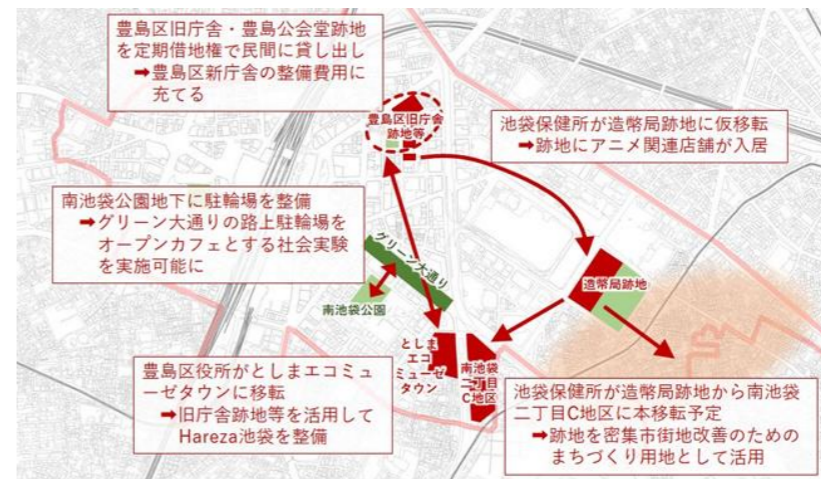 豊島区旧庁舎・豊島公会堂跡地
を定期借地権で民間に貸し出し
➡豊島区新庁舎の整備費用に
充てる
豊島区旧庁舎
跡地等
池袋保健所が造幣局跡地に仮移転
➡跡地にアニメ関連店舗が入居
南池袋公園地下に駐輪場を整備
➡グリーン大通りの路上駐輪場を
オープンカフェとする社会実験
を実施可能に
グリーン大通り
南池袋公園
造幣局跡地
としま
エコ
ミューゼ
タウン
南池袋
二丁目
C地区
豊島区役所がとしまエコミュ
ーゼタウンに移転
➡旧庁舎跡地等を活用して
Hareza池袋を整備
池袋保健所が造幣局跡地から南池袋
二丁目C地区に本移転予定
➡跡地を密集市街地改善のための
まちづくり用地として活用